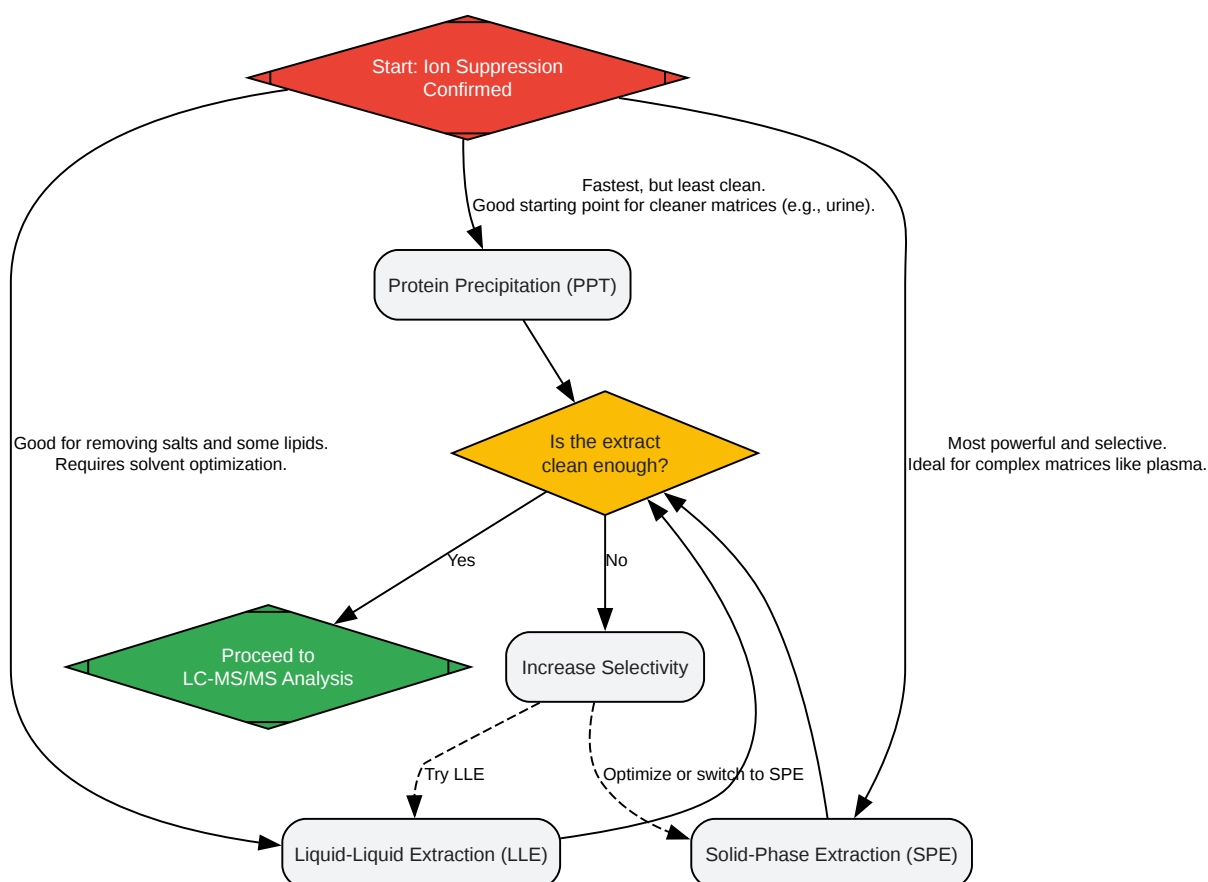 Start: Ion Suppression
Confirmed
Fastest, but least clean.
Good starting point for cleaner matrices (e.g., urine).
Protein Precipitation (PPT)
Good for removing salts and some lipids.
Requires solvent optimization.
Is the extract
clean enough?
Most powerful and selective.
Ideal for complex matrices like plasma.
Yes
No
Proceed to
LC-MS/MS Analysis
Increase Selectivity
Try LLE
Optimize or switch to SPE
Liquid-Liquid Extraction (LLE)
Solid-Phase Extraction (SPE)